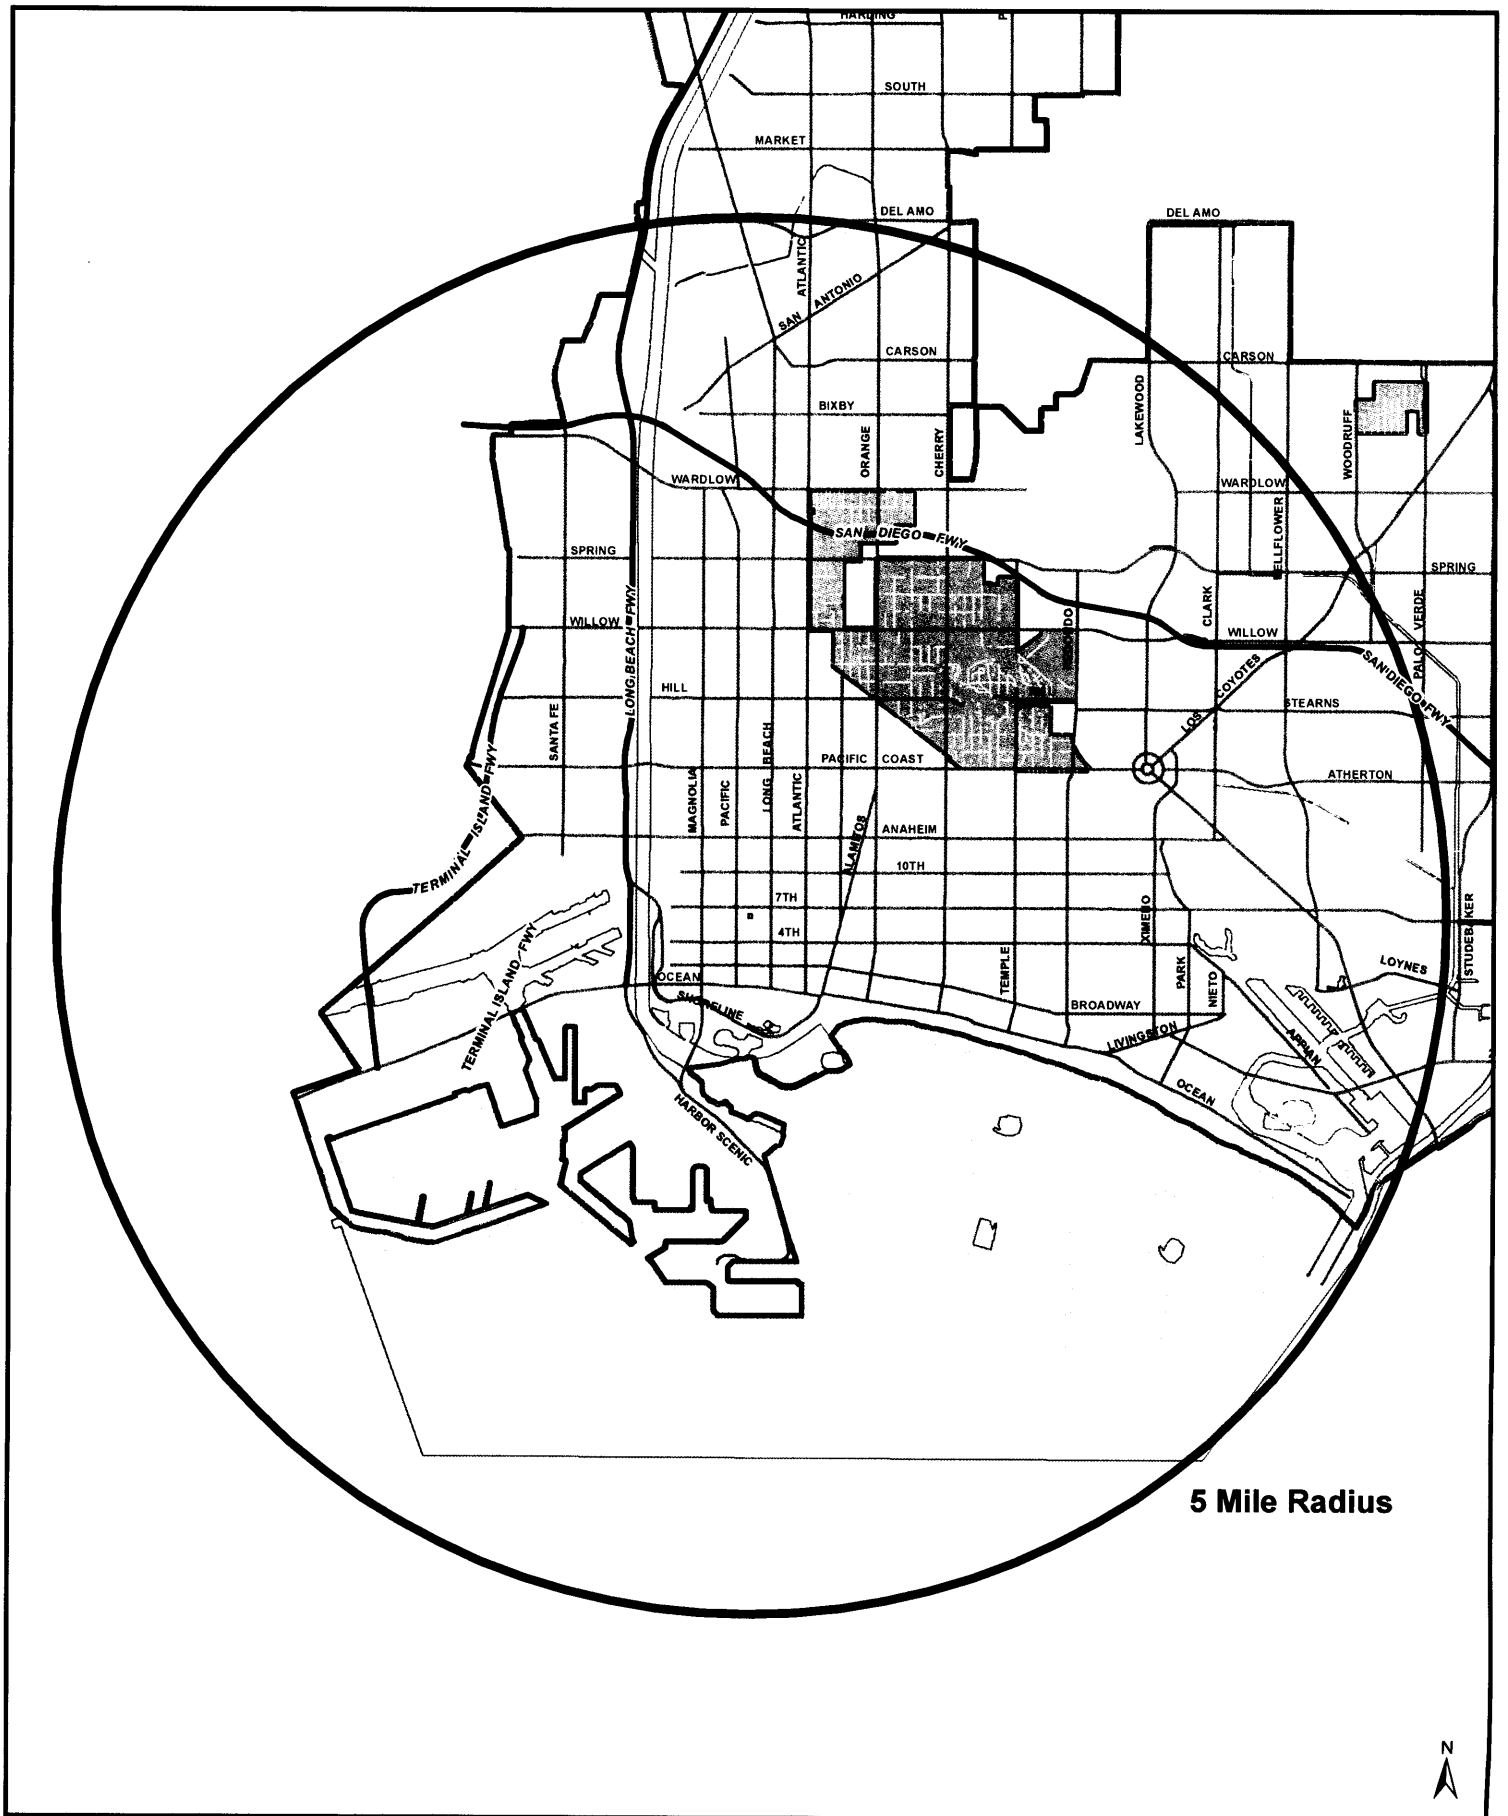 HARDING
SOUTH
MARKET
DEL AMO
DEL AMO
ATLANTIC
SAN ANTONIO
CARSON
CARSON
BIXBY
LAKEWOOD
WOODRUFF
ORANGE
CHERRY
WARDLOW
WARDLOW
SAN DIEGO FWY
BELLFLOWER
SPRING
SPRING
LONG BEACH FWY
CLARK
PALO VERDE
WILLOW
WILLOW
REDONDO
SAN DIEGO FWY
LOS COYOTES
HILL
STEARNS
SANTA FE
LONG BEACH
PACIFIC COAST
ATHERTON
MAGNOLIA
PACIFIC
ATLANTIC
TERMINAL ISLAND FWY
ALAMITOS
ANAHEIM
10TH
7TH
XIMENO
STUDEBAKER
4TH
TERMINAL ISLAND FWY
TEMPLE
PARK
NIETO
LOYNES
OCEAN
SHORELINE
BROADWAY
LIVINGSTON
APPIAN
OCEAN
HARBOR SCENIC
5 Mile Radius
N